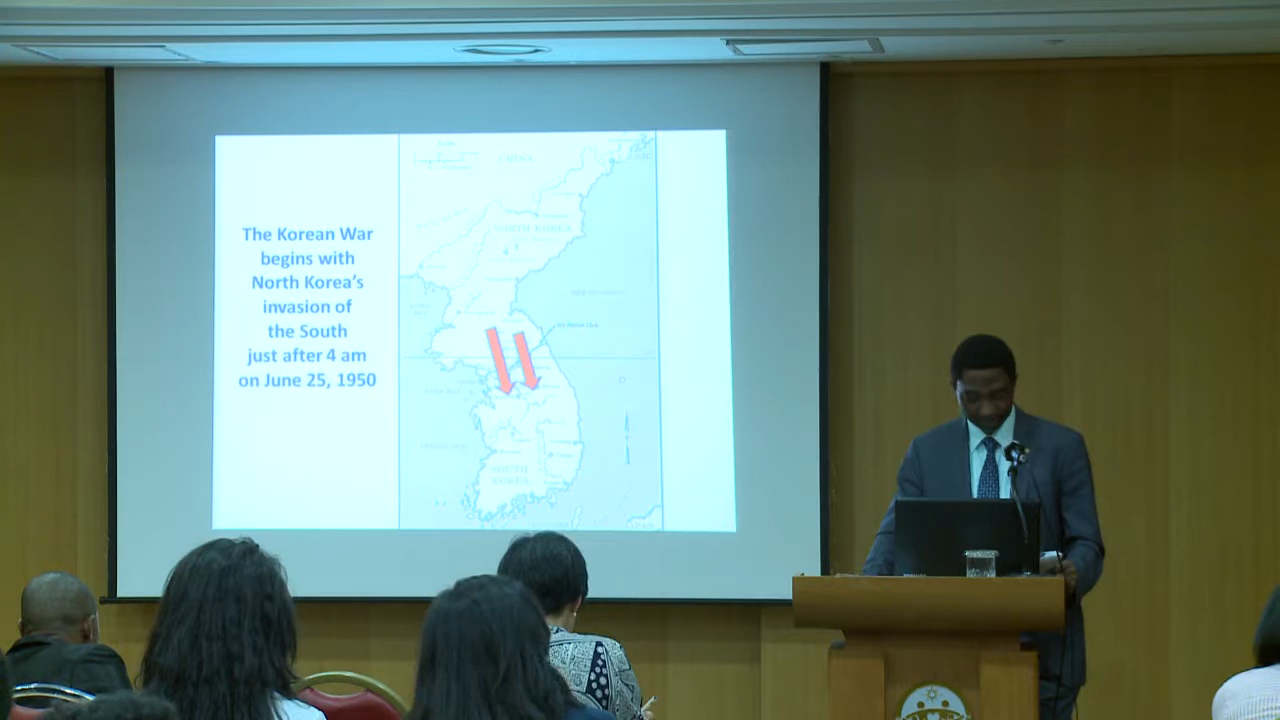 The Korean War
begins with
North Korea's
invasion of
the South
just after 4 am
on June 25, 1950
CHINA
NORTH KOREA
SOUTH
KOREA
JAPAN